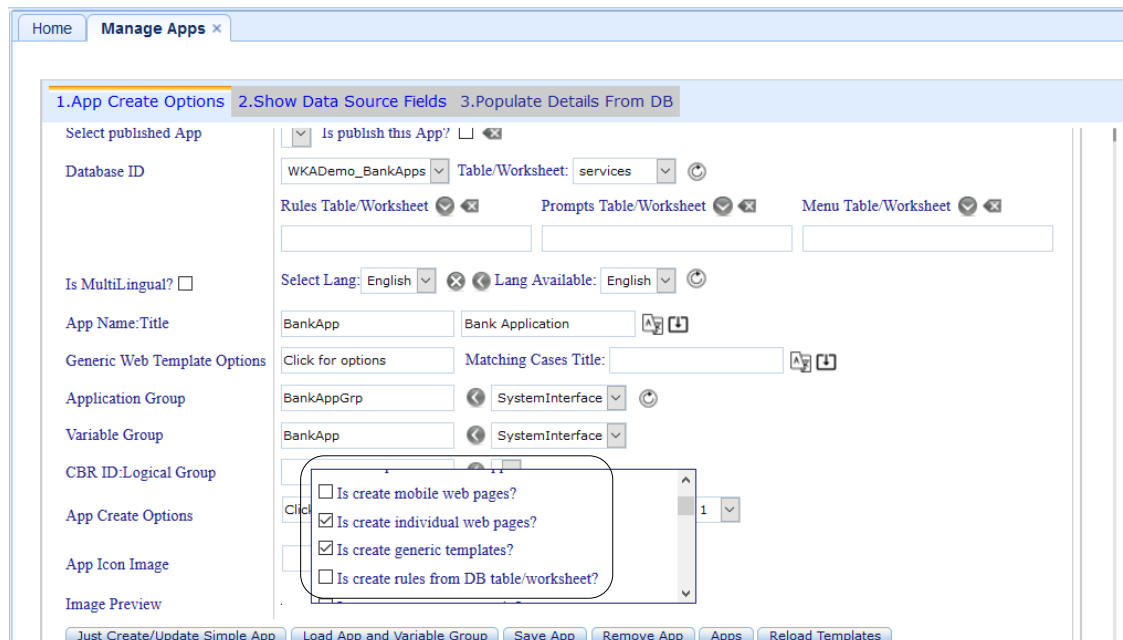 Home Manage Apps ×
1.App Create Options 2.Show Data Source Fields 3.Populate Details From DB
Select published App Is publish this App?
Database ID WKADemo_BankApps Table/Worksheet: services
Rules Table/Worksheet Prompts Table/Worksheet Menu Table/Worksheet
Is MultiLingual? Select Lang: English Lang Available: English
App Name:Title BankApp Bank Application
Generic Web Template Options Click for options Matching Cases Title:
Application Group BankAppGrp SystemInterface
Variable Group BankApp SystemInterface
CBR ID:Logical Group
Is create mobile web pages?
App Create Options Click 1
Is create individual web pages?
Is create generic templates?
App Icon Image
Is create rules from DB table/worksheet?
Image Preview
Just Create/Update Simple App Load App and Variable Group Save App Remove App Apps Reload Templates